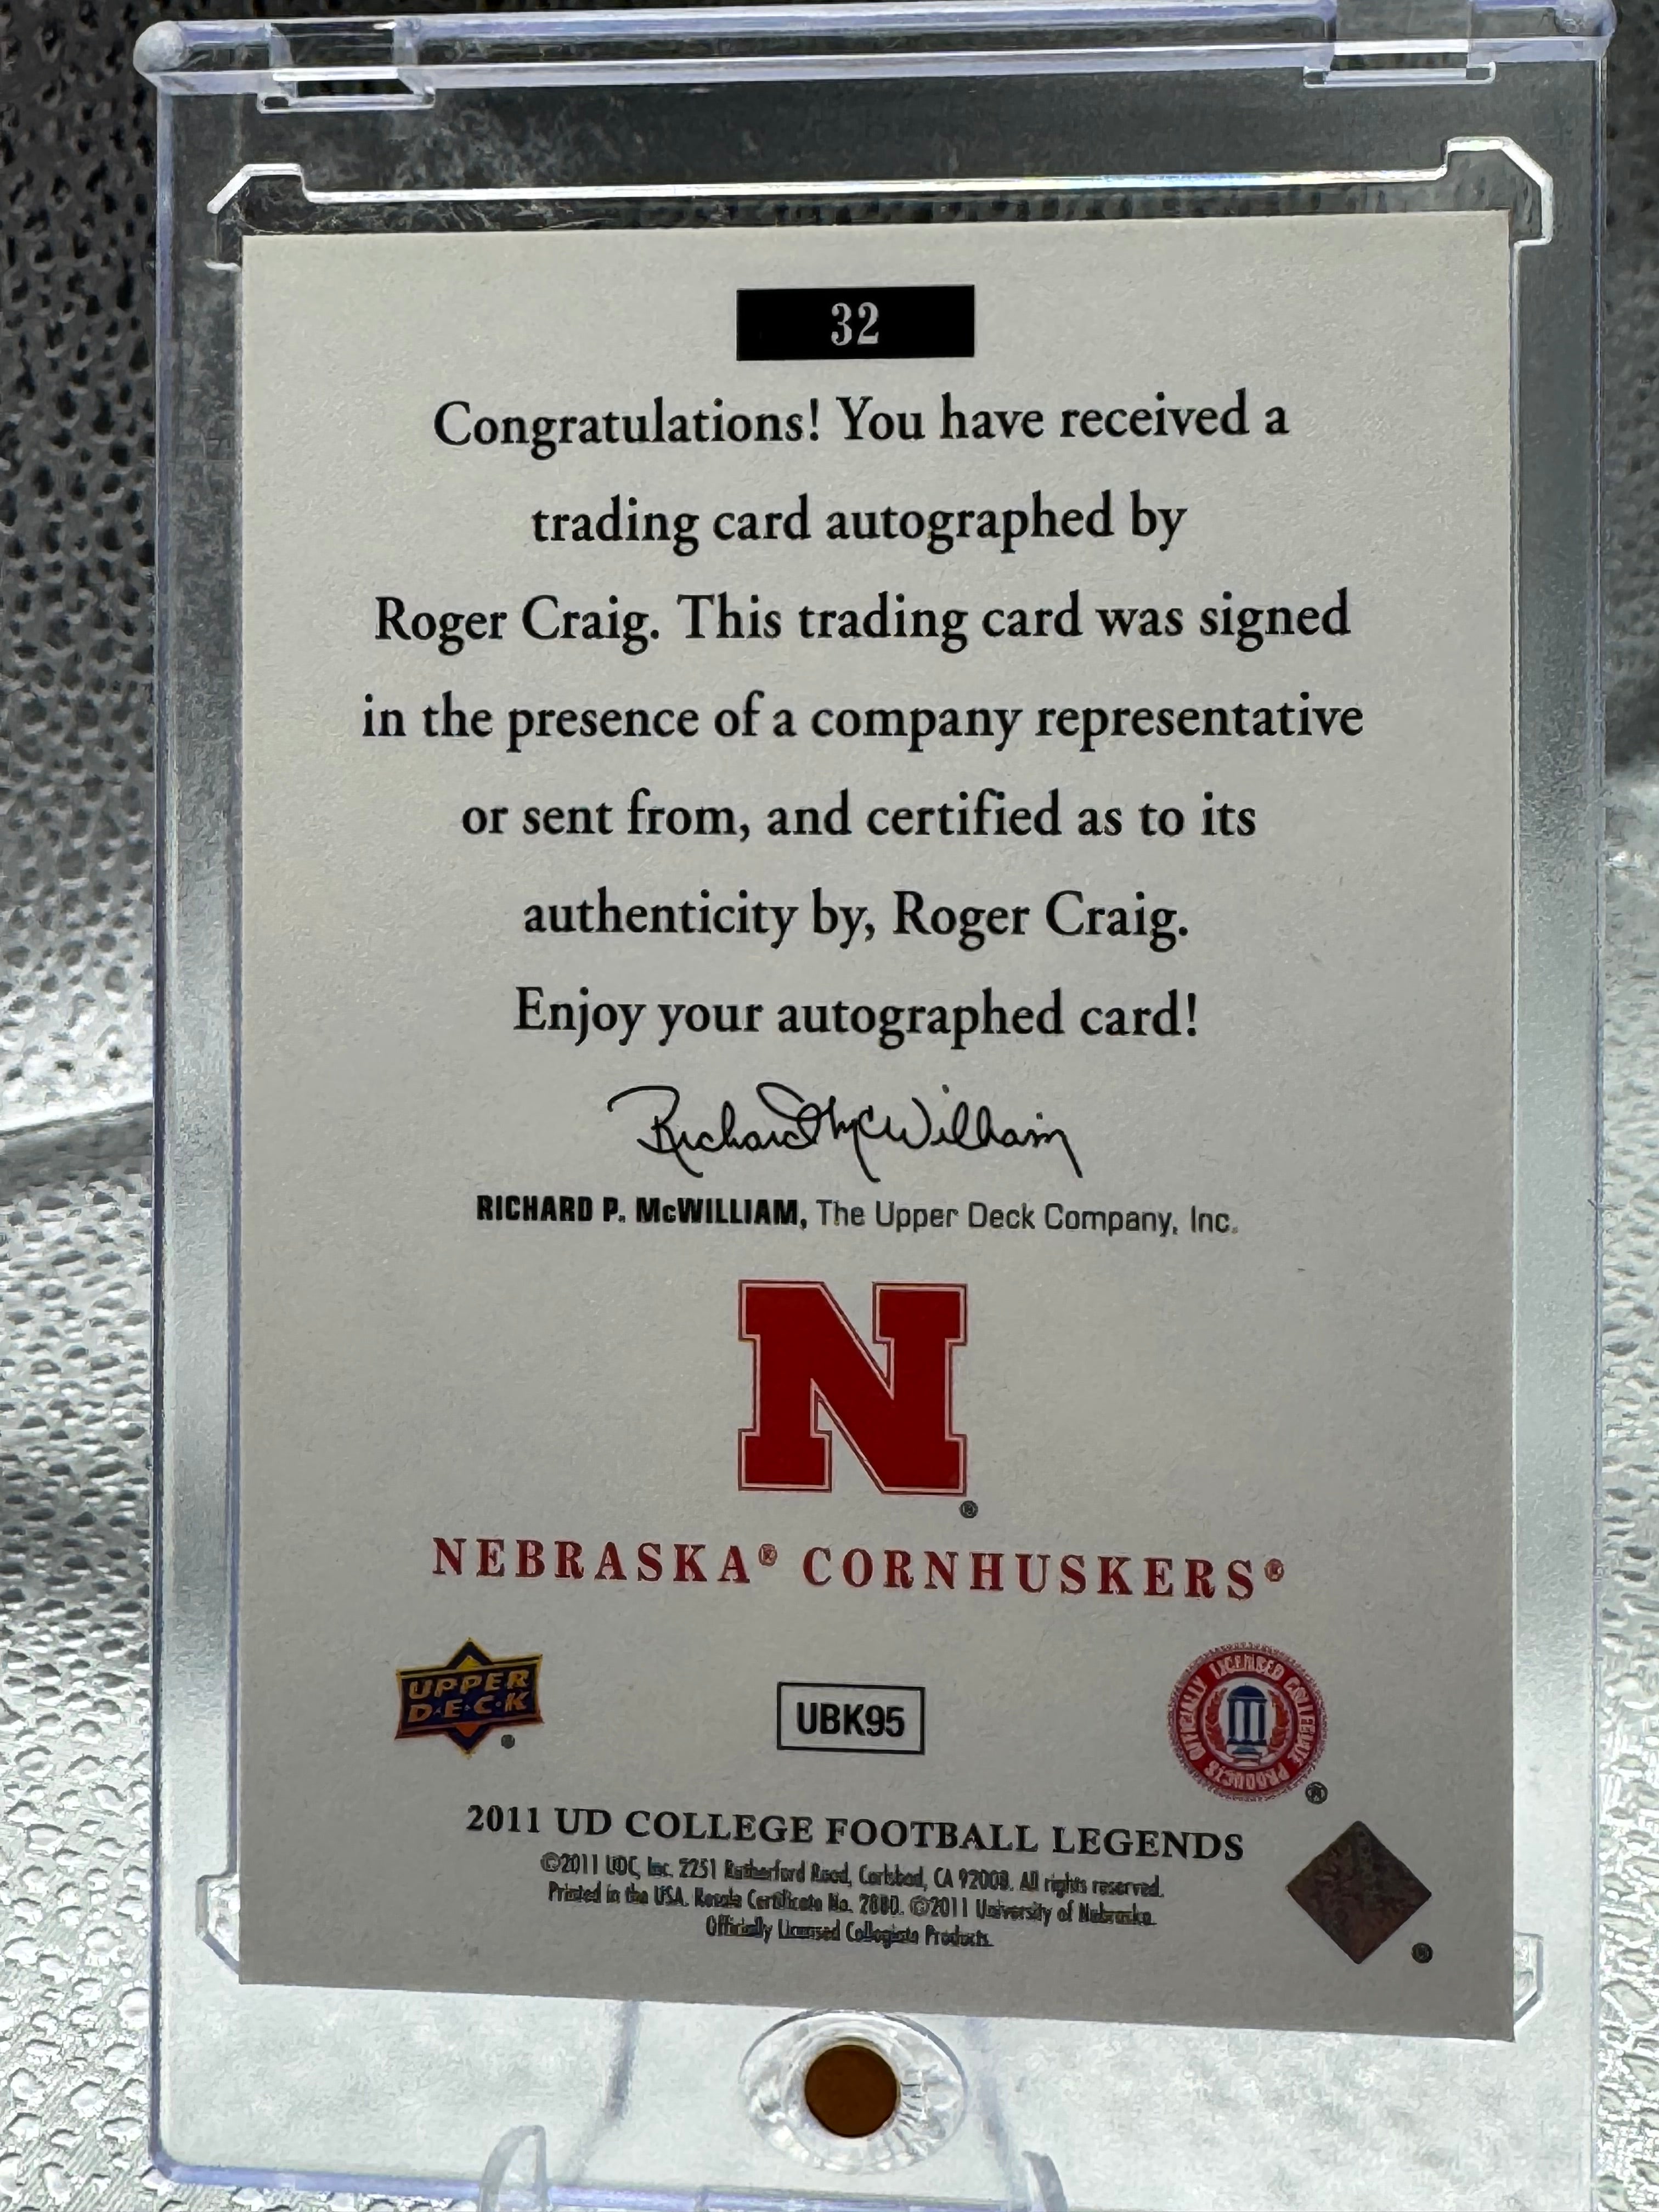 32
Congratulations! You have received a
trading card autographed by
Roger Craig. This trading card was signed
in the presence of a company representative
or sent from, and certified as to its
authenticity by, Roger Craig.
Enjoy your autographed card!
Richard McWilliam
RICHARD P. McWILLIAM, The Upper Deck Company, Inc.
N®
NEBRASKA® CORNHUSKERS®
UPPER
D•E•C•K®
UBK95
OFFICIALLY LICENSED COLLEGIATE PRODUCTS®
2011 UD COLLEGE FOOTBALL LEGENDS
©2011 UDC, Inc. 2251 Rutherford Road, Carlsbad, CA 92008. All rights reserved.
Printed in the USA. Resale Certificate No. 2880. ©2011 University of Nebraska.
Officially Licensed Collegiate Products.
®